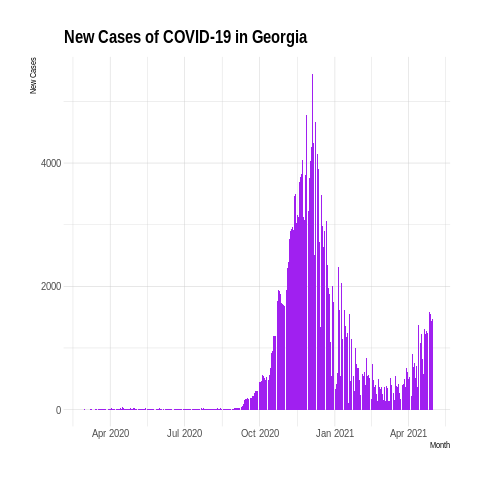 New Cases of COVID-19 in Georgia
New Cases
4000
2000
0
Apr 2020 Jul 2020 Oct 2020 Jan 2021 Apr 2021
Month